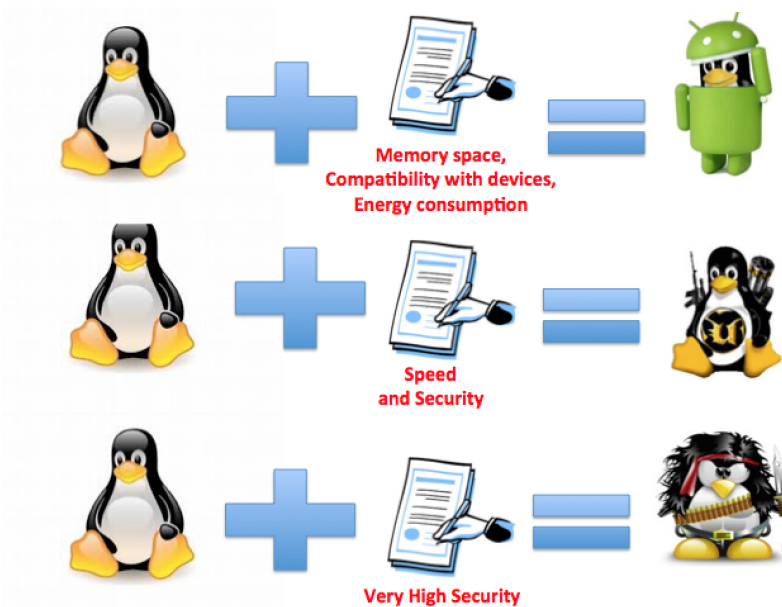 Memory space,
Compatibility with devices,
Energy consumption
Speed
and Security
Very High Security